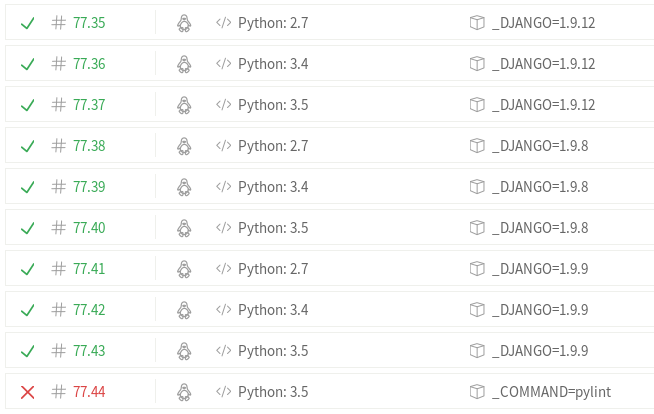 # 77.35 </> Python: 2.7 _DJANGO=1.9.12
# 77.36 </> Python: 3.4 _DJANGO=1.9.12
# 77.37 </> Python: 3.5 _DJANGO=1.9.12
# 77.38 </> Python: 2.7 _DJANGO=1.9.8
# 77.39 </> Python: 3.4 _DJANGO=1.9.8
# 77.40 </> Python: 3.5 _DJANGO=1.9.8
# 77.41 </> Python: 2.7 _DJANGO=1.9.9
# 77.42 </> Python: 3.4 _DJANGO=1.9.9
# 77.43 </> Python: 3.5 _DJANGO=1.9.9
# 77.44 </> Python: 3.5 _COMMAND=pylint